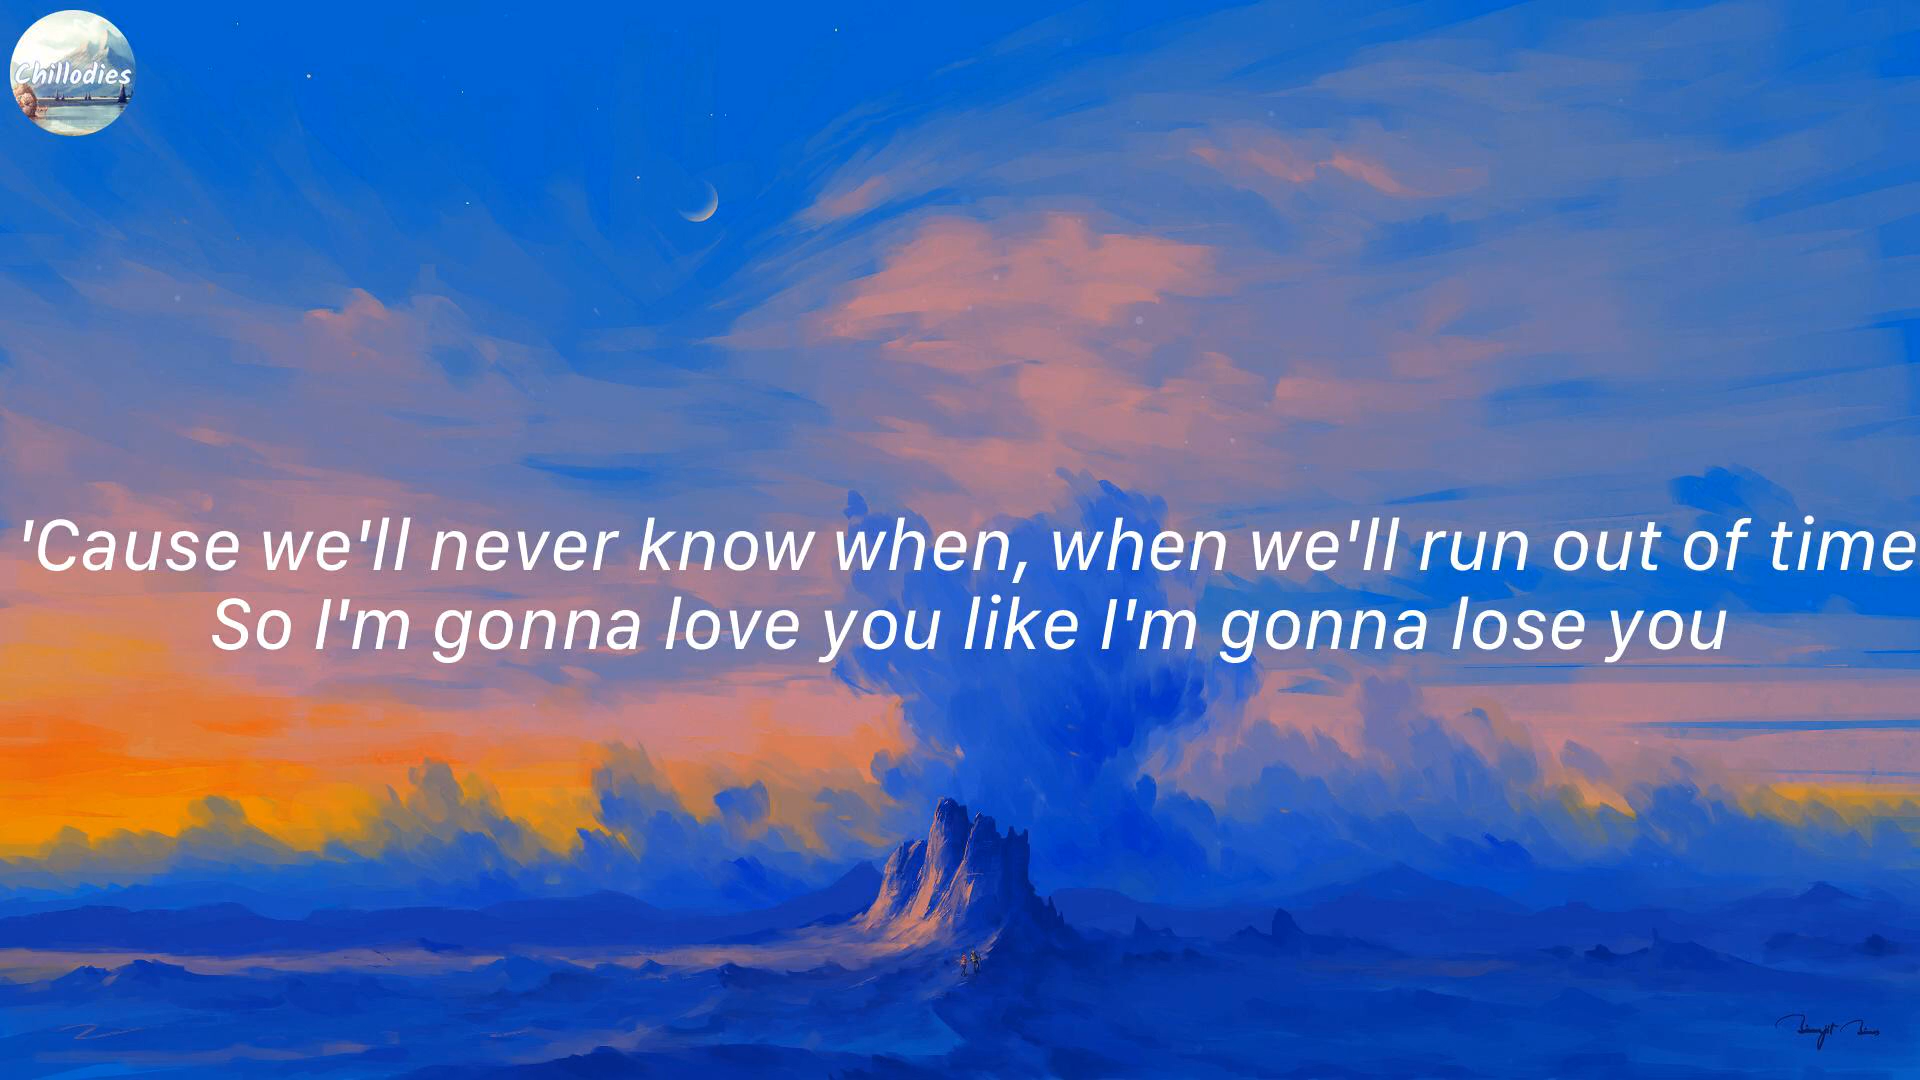 Chillodies
'Cause we'll never know when, when we'll run out of time
So I'm gonna love you like I'm gonna lose you